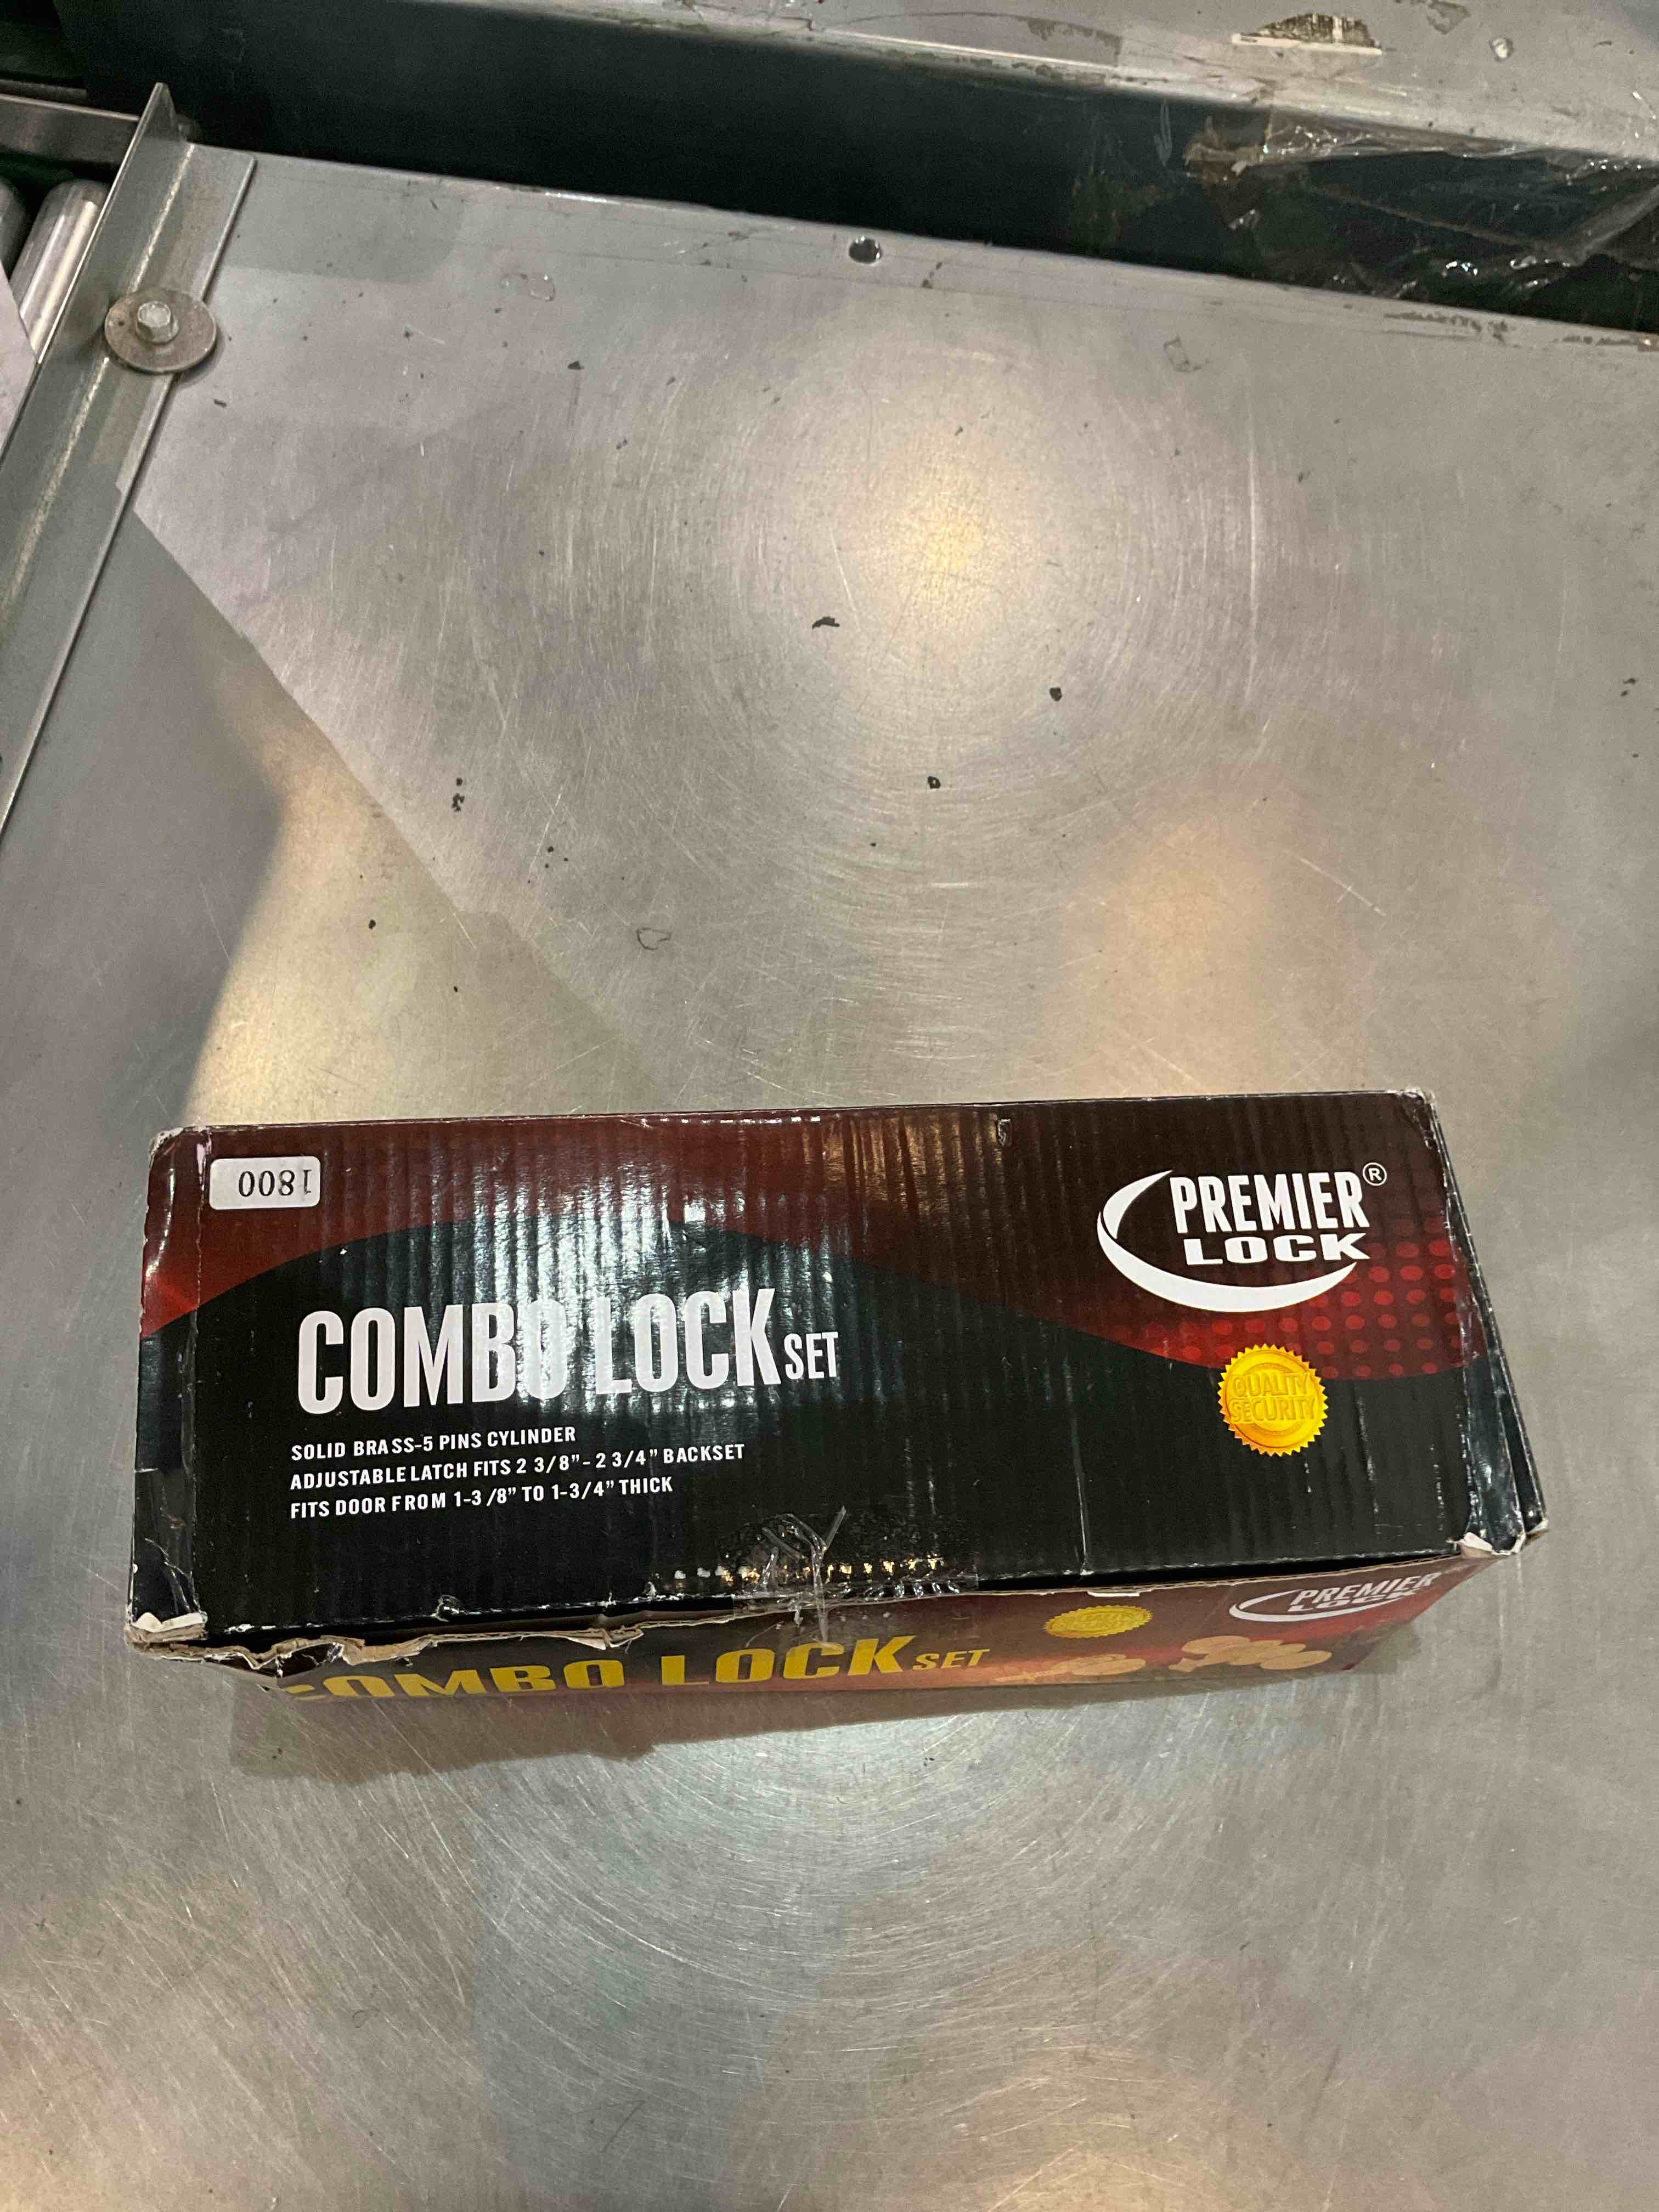 1800
PREMIER®
LOCK
COMBO LOCK SET
QUALITY
SECURITY
SOLID BRASS-5 PINS CYLINDER
ADJUSTABLE LATCH FITS 2 3/8"- 2 3/4" BACKSET
FITS DOOR FROM 1-3/8" TO 1-3/4" THICK
PREMIER
LOCK
COMBO LOCK SET